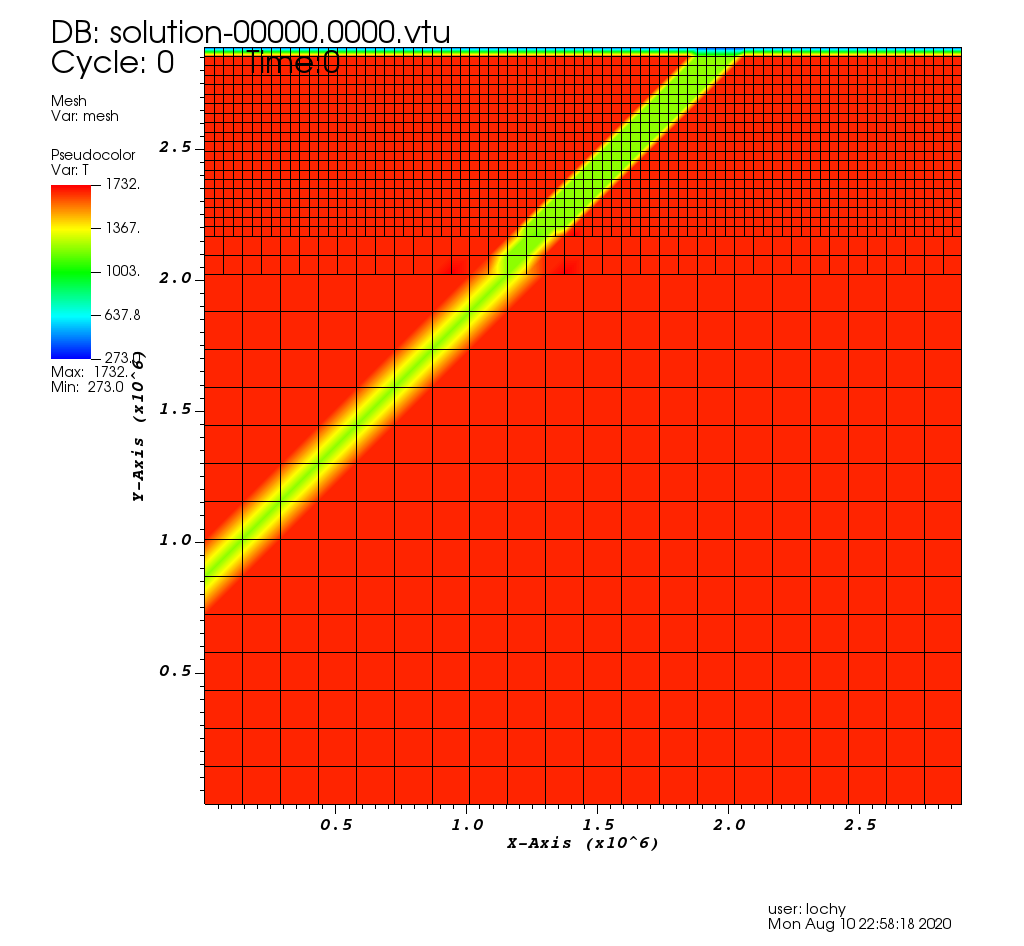 DB: solution-00000.0000.vtu
Cycle: 0 Time:0
Mesh
Var: mesh
Pseudocolor
Var: T
1732.
1367.
1003.
637.8
273.0
Max: 1732.
Min: 273.0
Y-Axis (x10^6)
2.5
2.0
1.5
1.0
0.5
0.5 1.0 1.5 2.0 2.5
X-Axis (x10^6)
user: lochy
Mon Aug 10 22:58:18 2020